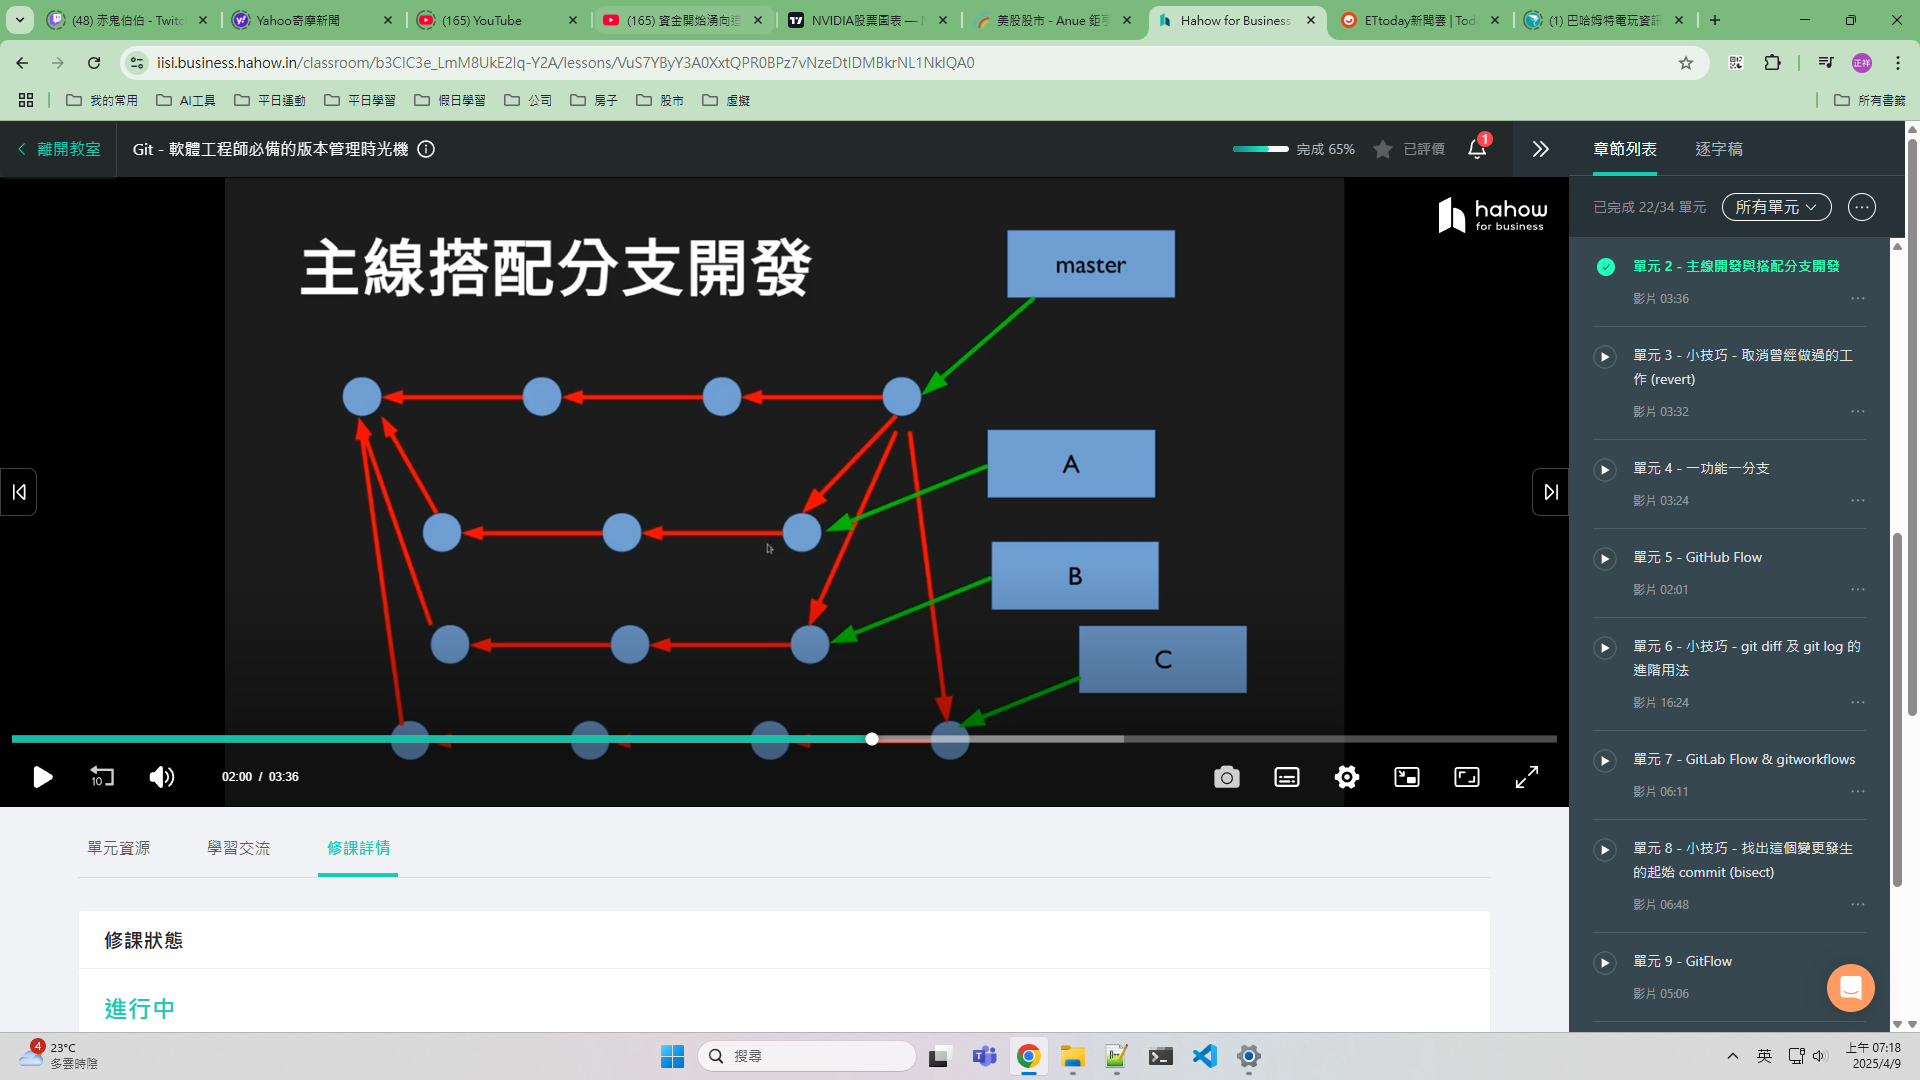 (48) 赤鬼伯伯 - Twitc
Yahoo奇摩新聞
(165) YouTube
(165) 資金開始湧向這
NVIDIA股票圖表 — N
美股股市 - Anue 鉅亨
Hahow for Business
ETtoday新聞雲 | Tod
(1) 巴哈姆特電玩資訊
iisi.business.hahow.in/classroom/b3CIC3e_LmM8UkE2Iq-Y2A/lessons/VuS7YByY3A0XxtQPR0BPz7vNzeDtIDMBkrNL1NkIQA0
正祥
我的常用
AI工具
平日運動
平日學習
假日學習
公司
房子
股市
虛擬
所有書籤
離開教室
Git - 軟體工程師必備的版本管理時光機
完成 65%
已評價
1
主線搭配分支開發
hahow
for business
master
A
B
C
10
02:00 / 03:36
單元資源
學習交流
修課詳情
修課狀態
進行中
章節列表
逐字稿
已完成 22/34 單元
所有單元
單元 2 - 主線開發與搭配分支開發
影片 03:36
單元 3 - 小技巧 - 取消曾經做過的工
作 (revert)
影片 03:32
單元 4 - 一功能一分支
影片 03:24
單元 5 - GitHub Flow
影片 02:01
單元 6 - 小技巧 - git diff 及 git log 的
進階用法
影片 16:24
單元 7 - GitLab Flow & gitworkflows
影片 06:11
單元 8 - 小技巧 - 找出這個變更發生
的起始 commit (bisect)
影片 06:48
單元 9 - GitFlow
影片 05:06
4
23°C
多雲時陰
搜尋
英
上午 07:18
2025/4/9